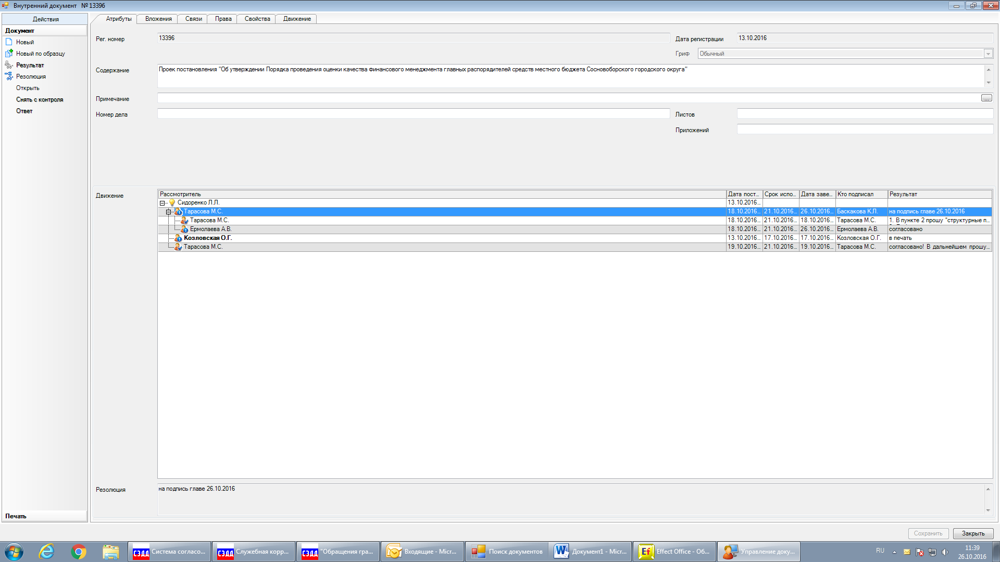 Внутренний документ № 13396
Действия
Документ
Новый
Новый по образцу
Результат
Резолюция
Открыть
Снять с контроля
Ответ
Печать
Атрибуты Вложения Связи Права Свойства Движение
Рег. номер 13396 Дата регистрации 13.10.2016
Гриф Обычный
Содержание Проек постановления "Об утверждении Порядка проведения оценки качества финансового менеджмента главных распорядителей средств местного бюджета Сосновоборского городского округа"
Примечание ...
Номер дела Листов
Приложений
Движение
Рассмотритель Дата пост... Срок испо... Дата заве... Кто подписал Результат
Сидоренко Л.П. 13.10.2016...
Тарасова М.С. 18.10.2016... 21.10.2016... 26.10.2016... Баскакова К.Л. на подпись главе 26.10.2016
Тарасова М.С. 18.10.2016... 21.10.2016... 18.10.2016... Тарасова М.С. 1. В пункте 2 прошу "структурные п...
Ермолаева А.В. 18.10.2016... 21.10.2016... 26.10.2016... Ермолаева А.В. согласовано
Козловская О.Г. 13.10.2016... 17.10.2016... 17.10.2016... Козловская О.Г. в печать
Тарасова М.С. 19.10.2016... 21.10.2016... 19.10.2016... Тарасова М.С. согласовано! В дальнейшем прошу...
Резолюция на подпись главе 26.10.2016
Сохранить Закрыть
СЭДД Система согласо... СЭДД Служебная корр... СЭДД "Обращения гра... Входящие - Micr... Поиск документов Документ1 - Micr... Ef Effect Office - Об... Управление доку... RU 11:39
26.10.2016